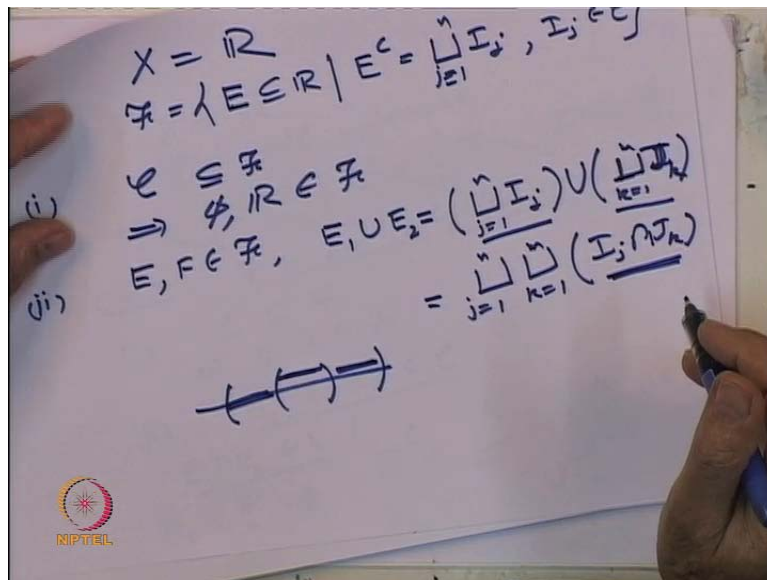 X = ℝ
ℱ = { E ⊆ ℝ | E^c = ⊔_{j=1}^{n} I_j , I_j ∈ C }
(i) C ⊆ ℱ
⇒ ∅, ℝ ∈ ℱ
(ii) E, F ∈ ℱ, E_1 ∪ E_2 = (⊔_{j=1}^{n} I_j) ∪ (⊔_{k=1}^{n} J_k)
= ⊔_{j=1}^{n} ⊔_{k=1}^{n} (I_j ∩ J_k)
NPTEL